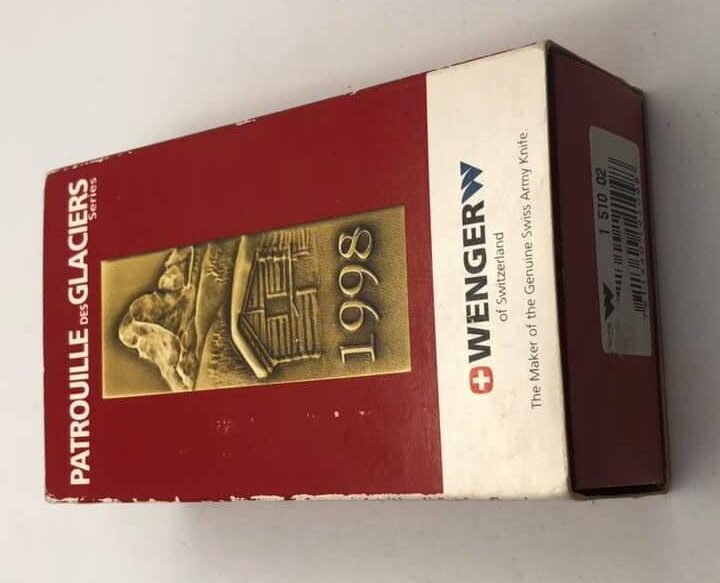 PATROUILLE DES GLACIERS
Series
1998
WENGER
of Switzerland
The Maker of the Genuine Swiss Army Knife.
1 510 02